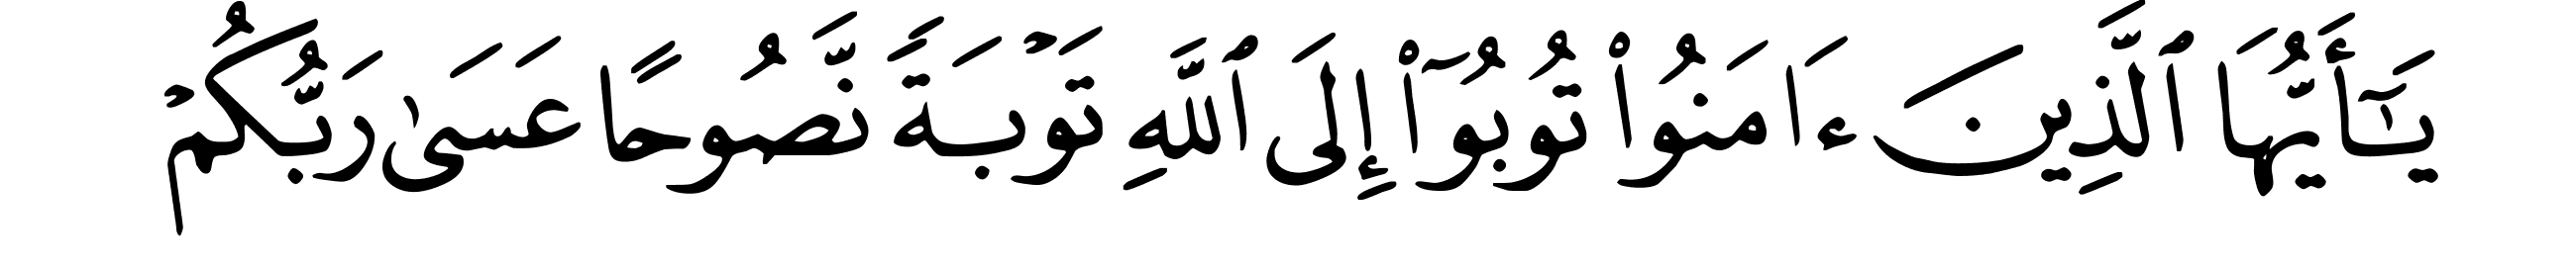 يَٰٓأَيُّهَا ٱلَّذِينَ ءَامَنُوا۟ تُوبُوٓا۟ إِلَى ٱللَّهِ تَوْبَةً نَّصُوحًا عَسَىٰ رَبُّكُمْ